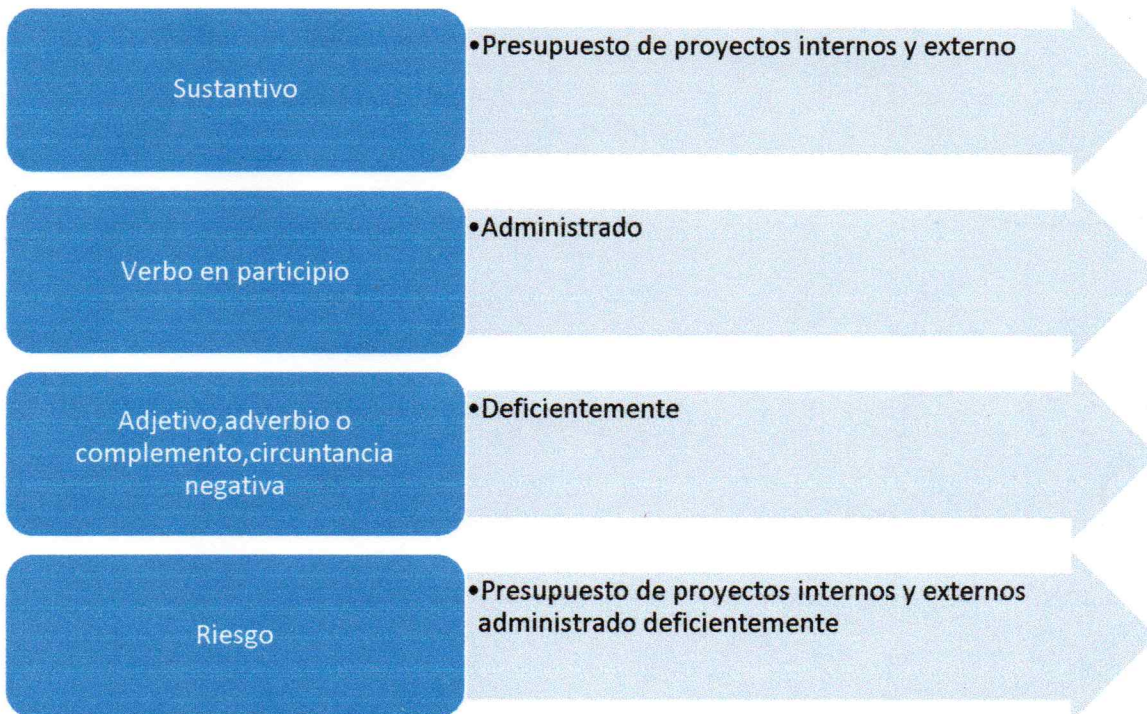 Sustantivo
•Presupuesto de proyectos internos y externo
Verbo en participio
•Administrado
Adjetivo,adverbio o
complemento,circuntancia
negativa
•Deficientemente
Riesgo
•Presupuesto de proyectos internos y externos
administrado deficientemente